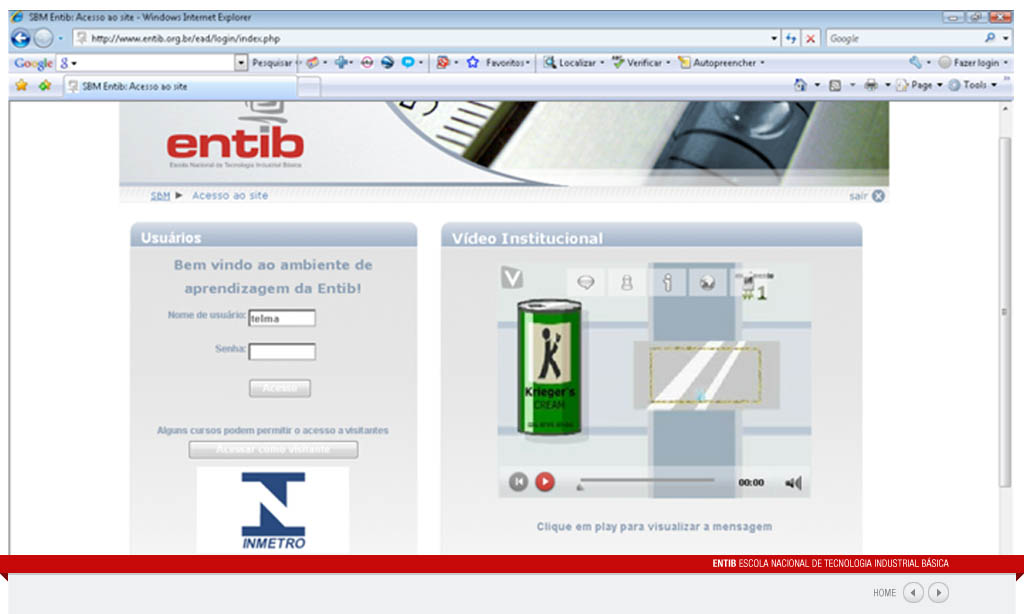 SBM Entib: Acesso ao site - Windows Internet Explorer
http://www.entib.org.br/ead/login/index.php
Google
Google
Pesquisar
Favoritos
Localizar
Verificar
Autopreencher
Fazer login
SBM Entib: Acesso ao site
Page
Tools
entib
Escola Nacional de Tecnologia Industrial Básica
SBM ► Acesso ao site
sair
Usuários
Bem vindo ao ambiente de
aprendizagem da Entib!
Nome de usuário: telma
Senha:
Acesso
Alguns cursos podem permitir o acesso a visitantes
Acessar como visitante
INMETRO
Vídeo Institucional
V
#1
Krieger's
CREAM
00:00
Clique em play para visualizar a mensagem
ENTIB ESCOLA NACIONAL DE TECNOLOGIA INDUSTRIAL BÁSICA
HOME